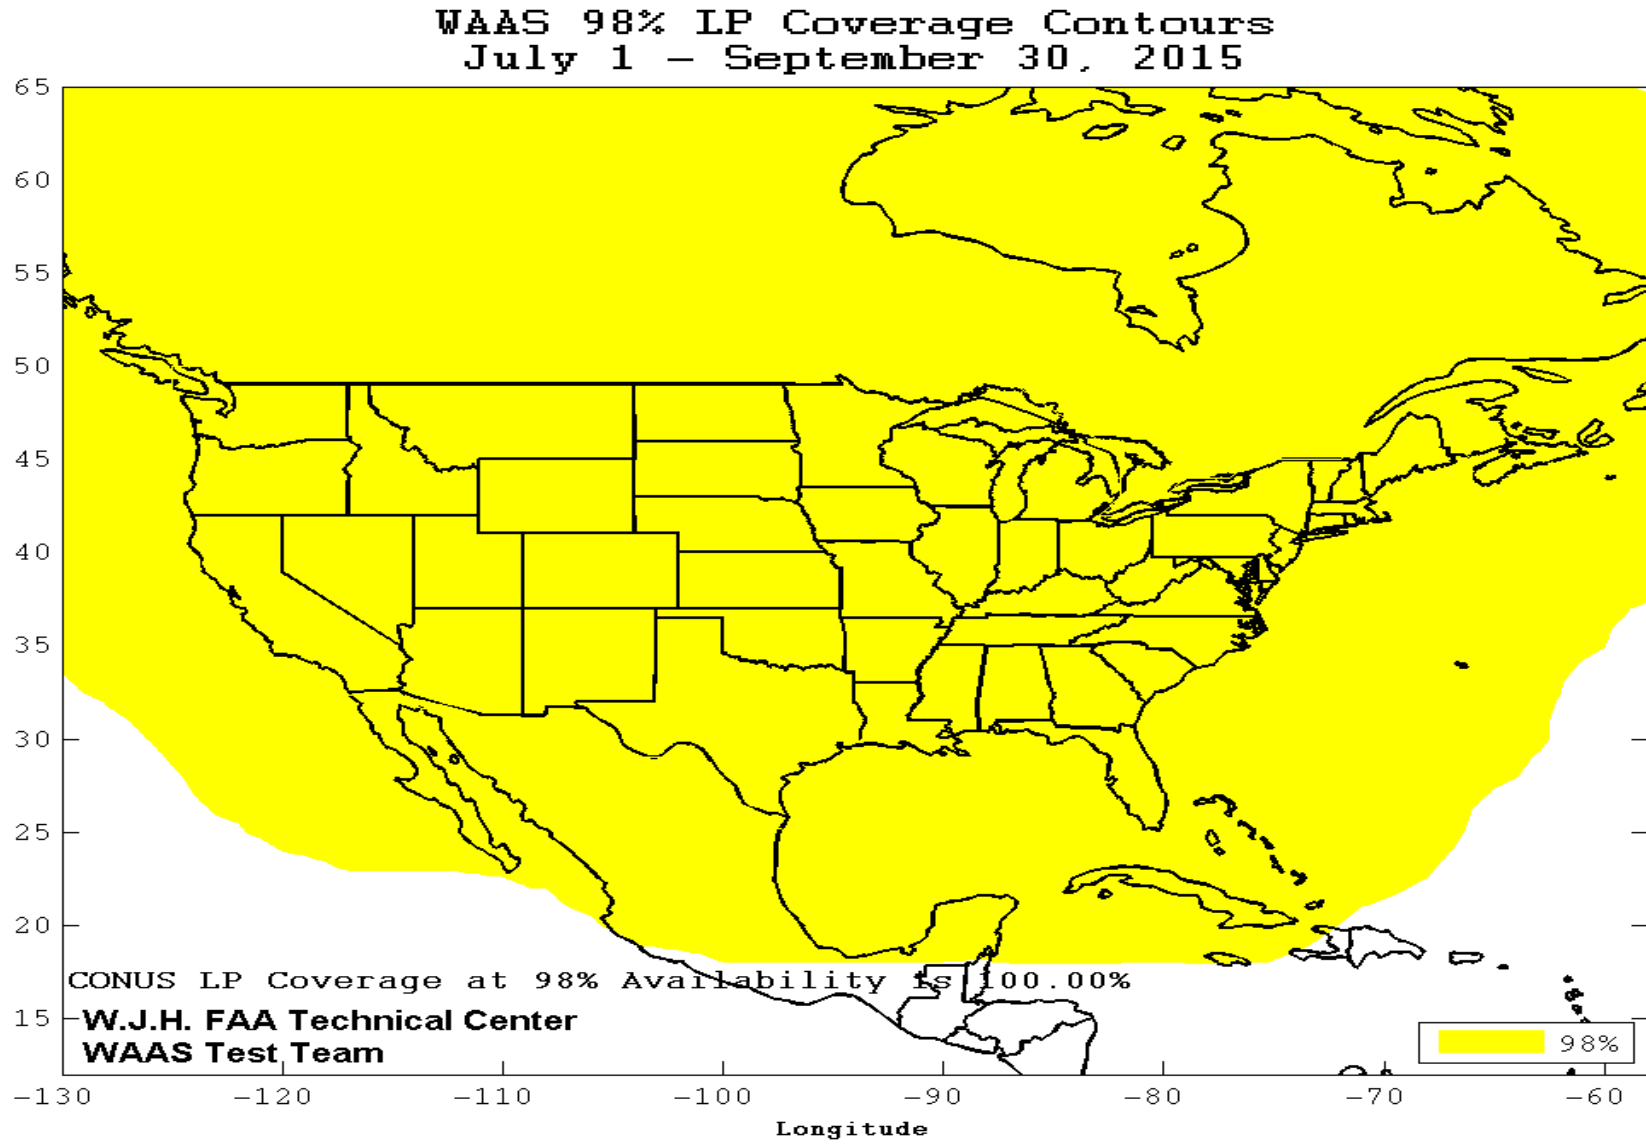 WAAS 98% LP Coverage Contours
July 1 – September 30, 2015
65
60
55
50
45
40
35
30
25
20
15
CONUS LP Coverage at 98% Availability is 100.00%
W.J.H. FAA Technical Center
WAAS Test Team
98%
-130 -120 -110 -100 -90 -80 -70 -60
Longitude